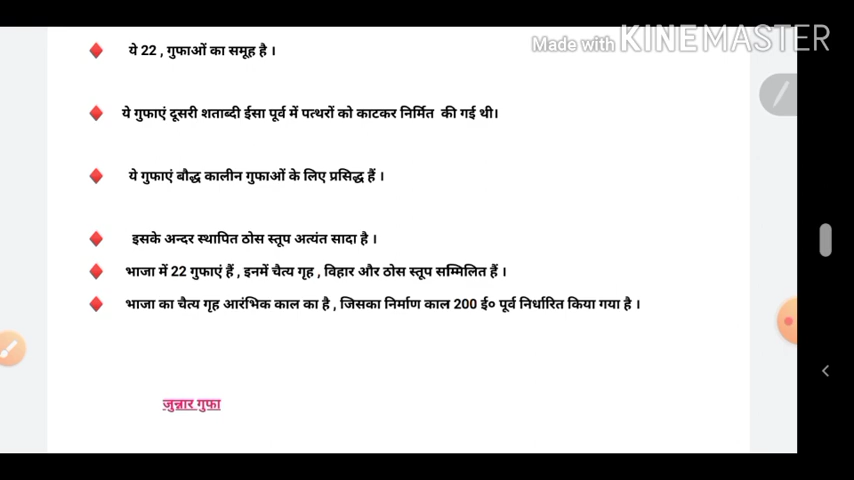 Made with KINEMASTER
ये 22 , गुफाओं का समूह है ।
ये गुफाएं दूसरी शताब्दी ईसा पूर्व में पत्थरों को काटकर निर्मित की गई थी।
ये गुफाएं बौद्ध कालीन गुफाओं के लिए प्रसिद्ध हैं ।
इसके अन्दर स्थापित ठोस स्तूप अत्यंत सादा है ।
भाजा में 22 गुफाएं हैं , इनमें चैत्य गृह , विहार और ठोस स्तूप सम्मिलित हैं ।
भाजा का चैत्य गृह आरंभिक काल का है , जिसका निर्माण काल 200 ई० पूर्व निर्धारित किया गया है ।
जुन्नार गुफा